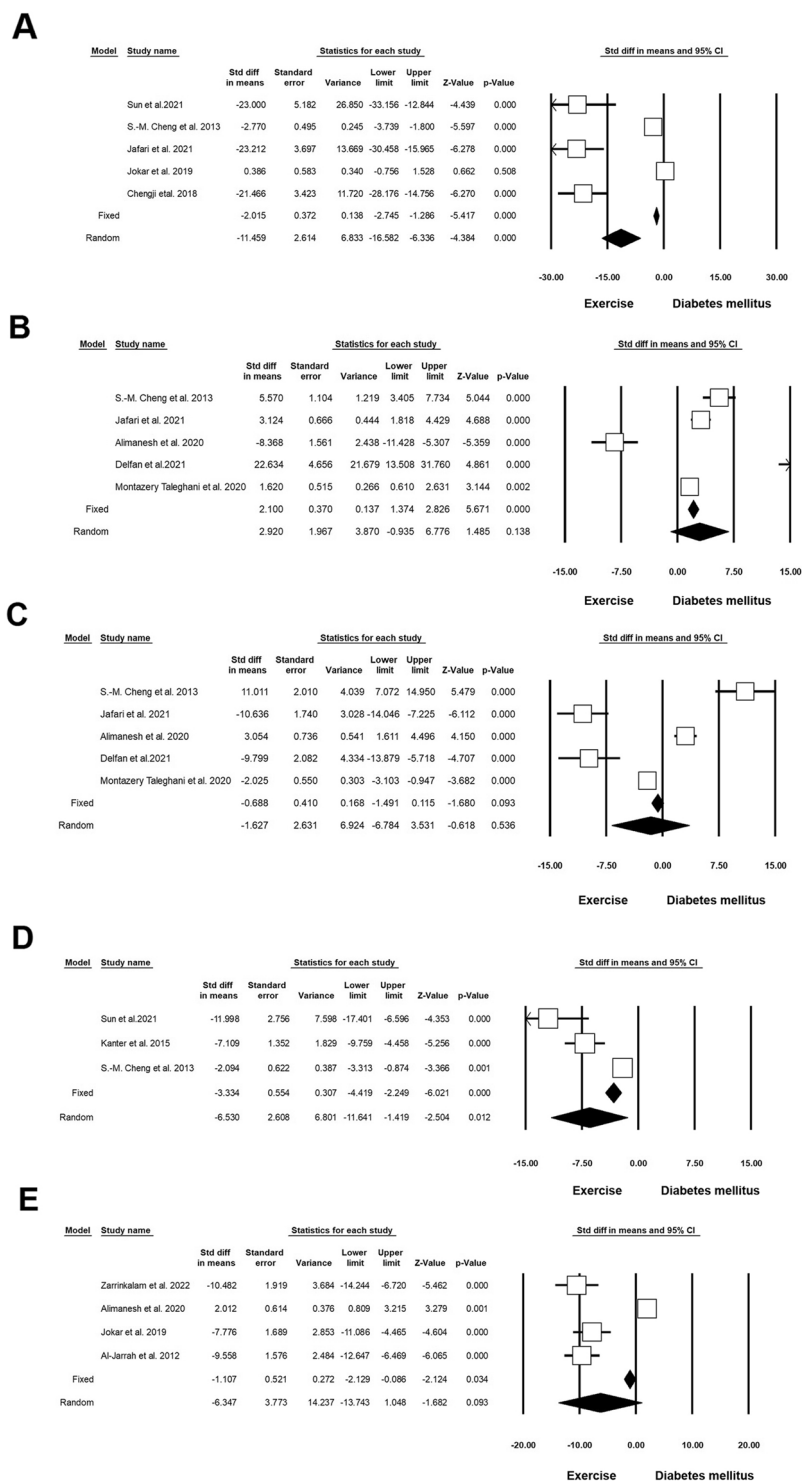 A
Model Study name Statistics for each study Std diff in means and 95% CI
Std diff Standard Lower Upper
in means error Variance limit limit Z-Value p-Value
Sun et al.2021 -23.000 5.182 26.850 -33.156 -12.844 -4.439 0.000
S.-M. Cheng et al. 2013 -2.770 0.495 0.245 -3.739 -1.800 -5.597 0.000
Jafari et al. 2021 -23.212 3.697 13.669 -30.458 -15.965 -6.278 0.000
Jokar et al. 2019 0.386 0.583 0.340 -0.756 1.528 0.662 0.508
Chengji etal. 2018 -21.466 3.423 11.720 -28.176 -14.756 -6.270 0.000
Fixed -2.015 0.372 0.138 -2.745 -1.286 -5.417 0.000
Random -11.459 2.614 6.833 -16.582 -6.336 -4.384 0.000
-30.00 -15.00 0.00 15.00 30.00
Exercise Diabetes mellitus
B
Model Study name Statistics for each study Std diff in means and 95% CI
Std diff Standard Lower Upper
in means error Variance limit limit Z-Value p-Value
S.-M. Cheng et al. 2013 5.570 1.104 1.219 3.405 7.734 5.044 0.000
Jafari et al. 2021 3.124 0.666 0.444 1.818 4.429 4.688 0.000
Alimanesh et al. 2020 -8.368 1.561 2.438 -11.428 -5.307 -5.359 0.000
Delfan et al.2021 22.634 4.656 21.679 13.508 31.760 4.861 0.000
Montazery Taleghani et al. 2020 1.620 0.515 0.266 0.610 2.631 3.144 0.002
Fixed 2.100 0.370 0.137 1.374 2.826 5.671 0.000
Random 2.920 1.967 3.870 -0.935 6.776 1.485 0.138
-15.00 -7.50 0.00 7.50 15.00
Exercise Diabetes mellitus
C
Model Study name Statistics for each study Std diff in means and 95% CI
Std diff Standard Lower Upper
in means error Variance limit limit Z-Value p-Value
S.-M. Cheng et al. 2013 11.011 2.010 4.039 7.072 14.950 5.479 0.000
Jafari et al. 2021 -10.636 1.740 3.028 -14.046 -7.225 -6.112 0.000
Alimanesh et al. 2020 3.054 0.736 0.541 1.611 4.496 4.150 0.000
Delfan et al.2021 -9.799 2.082 4.334 -13.879 -5.718 -4.707 0.000
Montazery Taleghani et al. 2020 -2.025 0.550 0.303 -3.103 -0.947 -3.682 0.000
Fixed -0.688 0.410 0.168 -1.491 0.115 -1.680 0.093
Random -1.627 2.631 6.924 -6.784 3.531 -0.618 0.536
-15.00 -7.50 0.00 7.50 15.00
Exercise Diabetes mellitus
D
Model Study name Statistics for each study Std diff in means and 95% CI
Std diff Standard Lower Upper
in means error Variance limit limit Z-Value p-Value
Sun et al.2021 -11.998 2.756 7.598 -17.401 -6.596 -4.353 0.000
Kanter et al. 2015 -7.109 1.352 1.829 -9.759 -4.458 -5.256 0.000
S.-M. Cheng et al. 2013 -2.094 0.622 0.387 -3.313 -0.874 -3.366 0.001
Fixed -3.334 0.554 0.307 -4.419 -2.249 -6.021 0.000
Random -6.530 2.608 6.801 -11.641 -1.419 -2.504 0.012
-15.00 -7.50 0.00 7.50 15.00
Exercise Diabetes mellitus
E
Model Study name Statistics for each study Std diff in means and 95% CI
Std diff Standard Lower Upper
in means error Variance limit limit Z-Value p-Value
Zarrinkalam et al. 2022 -10.482 1.919 3.684 -14.244 -6.720 -5.462 0.000
Alimanesh et al. 2020 2.012 0.614 0.376 0.809 3.215 3.279 0.001
Jokar et al. 2019 -7.776 1.689 2.853 -11.086 -4.465 -4.604 0.000
Al-Jarrah et al. 2012 -9.558 1.576 2.484 -12.647 -6.469 -6.065 0.000
Fixed -1.107 0.521 0.272 -2.129 -0.086 -2.124 0.034
Random -6.347 3.773 14.237 -13.743 1.048 -1.682 0.093
-20.00 -10.00 0.00 10.00 20.00
Exercise Diabetes mellitus